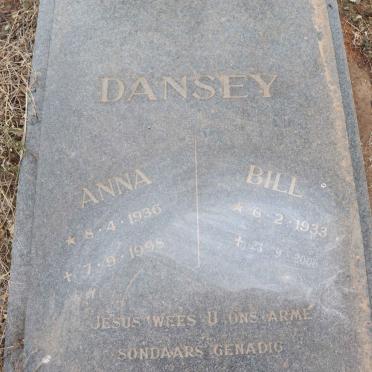 DANSEY
ANNA
★ 8·4·1936
✝ 7·9·1998
BILL
★ 6·2·1933
JESUS WEES U ONS ARME
SONDAARS GENADIG